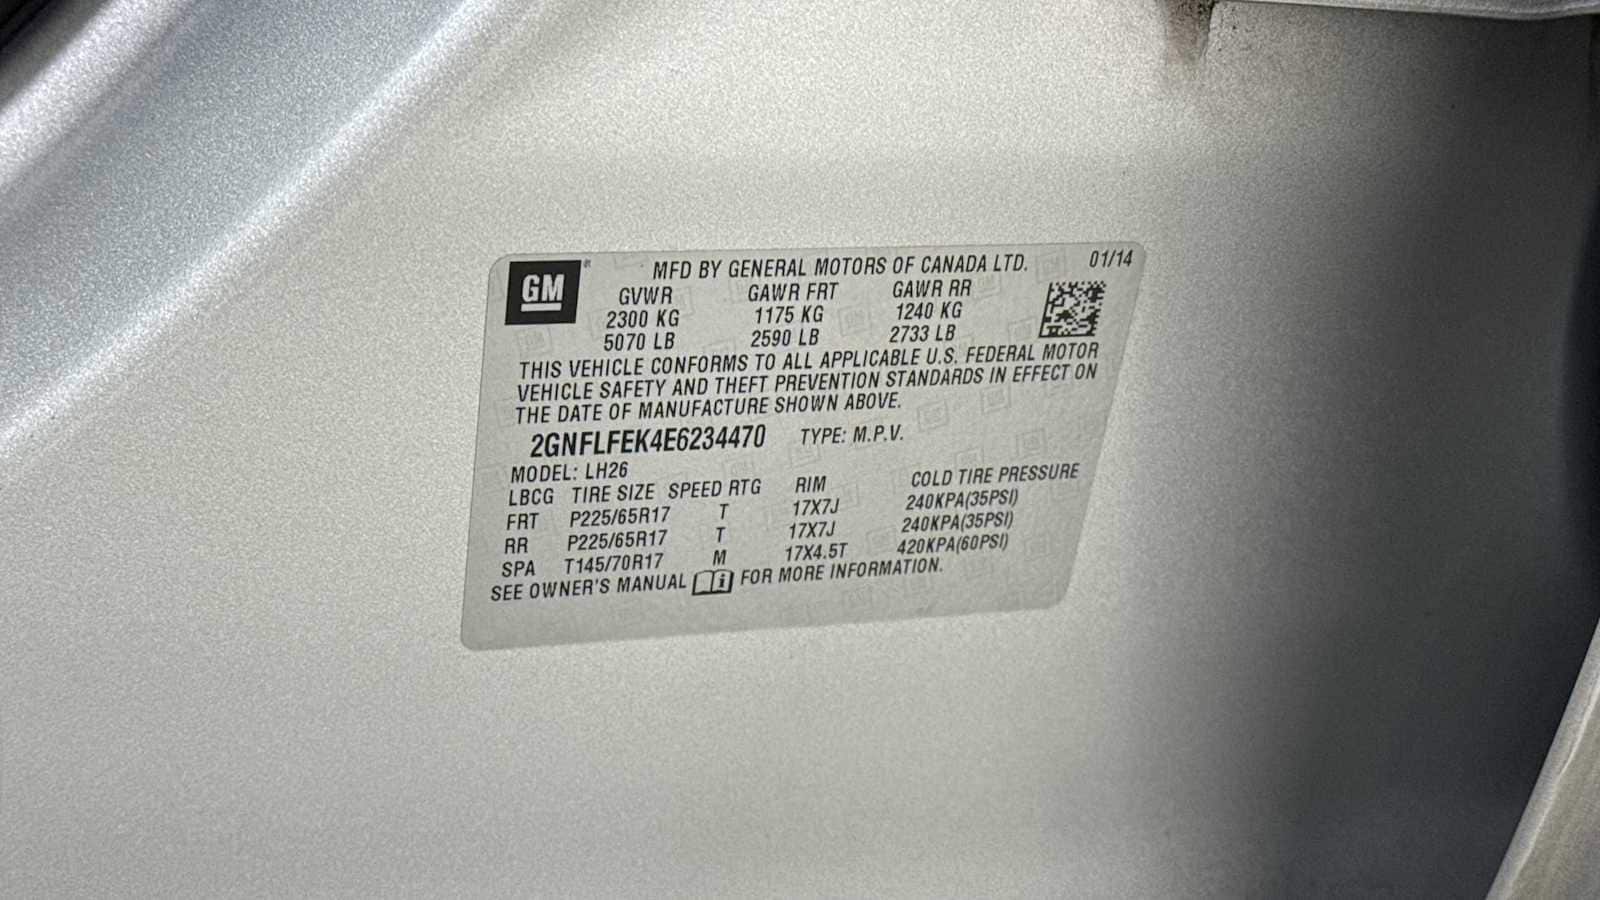 GM ® MFD BY GENERAL MOTORS OF CANADA LTD. 01/14
GVWR GAWR FRT GAWR RR
2300 KG 1175 KG 1240 KG
5070 LB 2590 LB 2733 LB
THIS VEHICLE CONFORMS TO ALL APPLICABLE U.S. FEDERAL MOTOR
VEHICLE SAFETY AND THEFT PREVENTION STANDARDS IN EFFECT ON
THE DATE OF MANUFACTURE SHOWN ABOVE.
2GNFLFEK4E6234470 TYPE: M.P.V.
MODEL: LH26
LBCG TIRE SIZE SPEED RTG RIM COLD TIRE PRESSURE
FRT P225/65R17 T 17X7J 240KPA(35PSI)
RR P225/65R17 T 17X7J 240KPA(35PSI)
SPA T145/70R17 M 17X4.5T 420KPA(60PSI)
SEE OWNER'S MANUAL i FOR MORE INFORMATION.